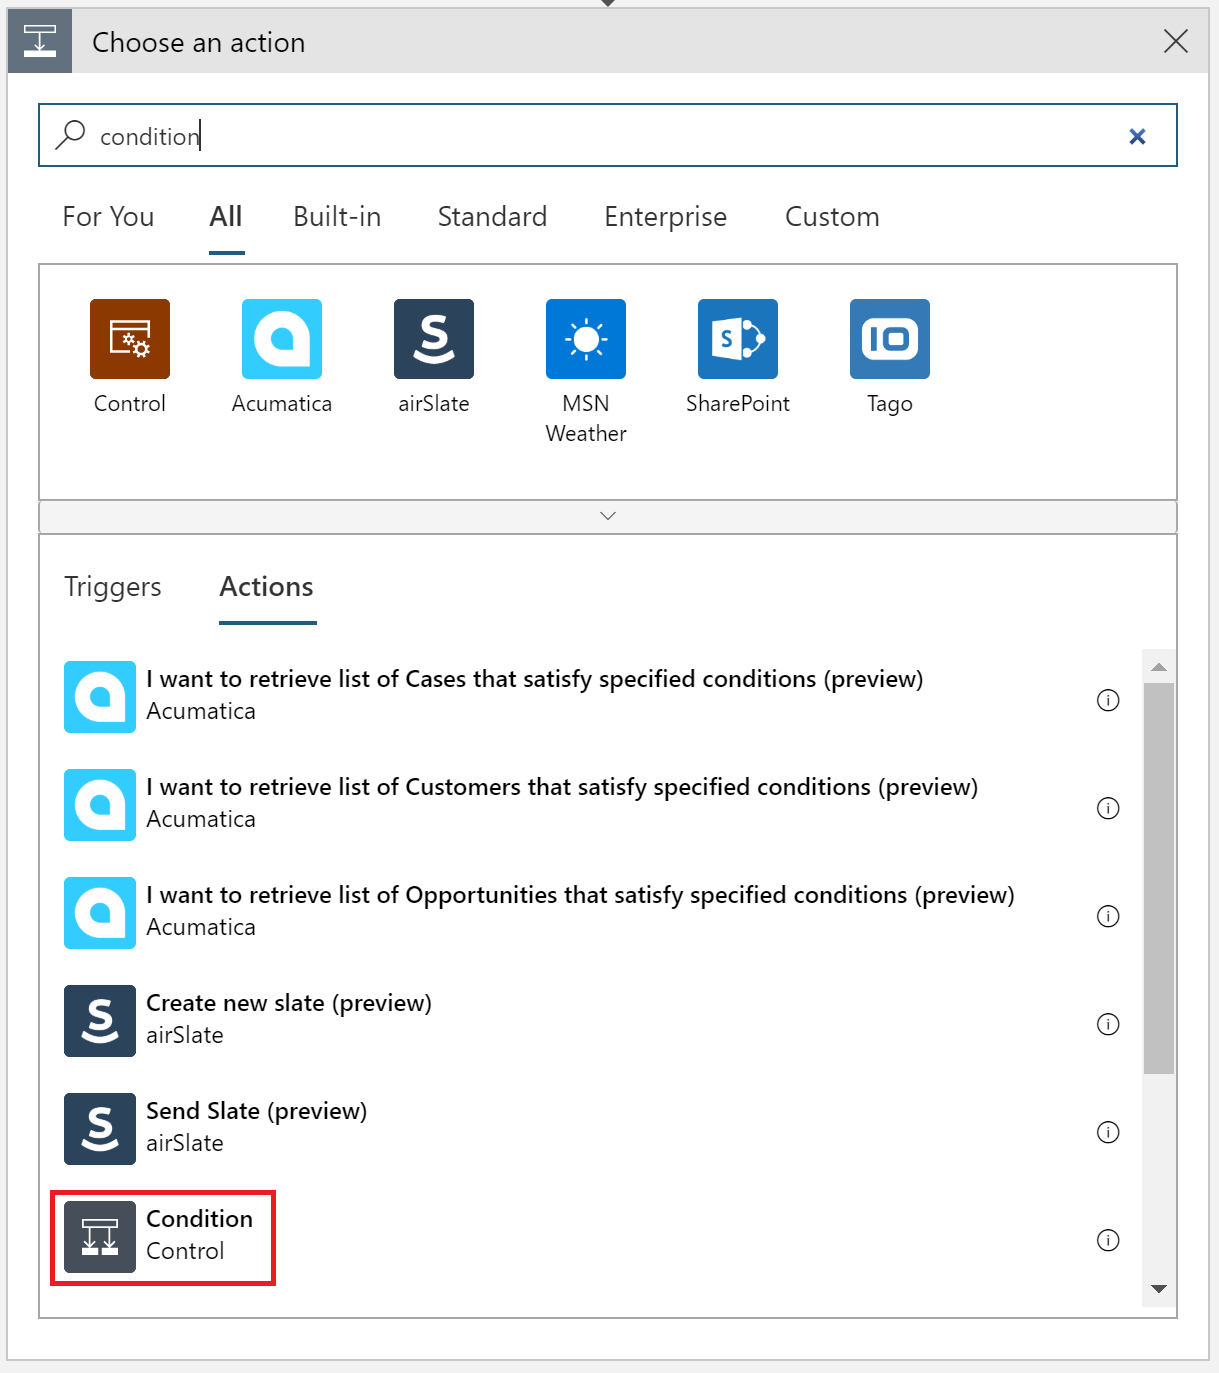 Choose an action
condition
For You All Built-in Standard Enterprise Custom
Control Acumatica airSlate MSN Weather SharePoint Tago
Triggers Actions
I want to retrieve list of Cases that satisfy specified conditions (preview)
Acumatica
I want to retrieve list of Customers that satisfy specified conditions (preview)
Acumatica
I want to retrieve list of Opportunities that satisfy specified conditions (preview)
Acumatica
Create new slate (preview)
airSlate
Send Slate (preview)
airSlate
Condition
Control